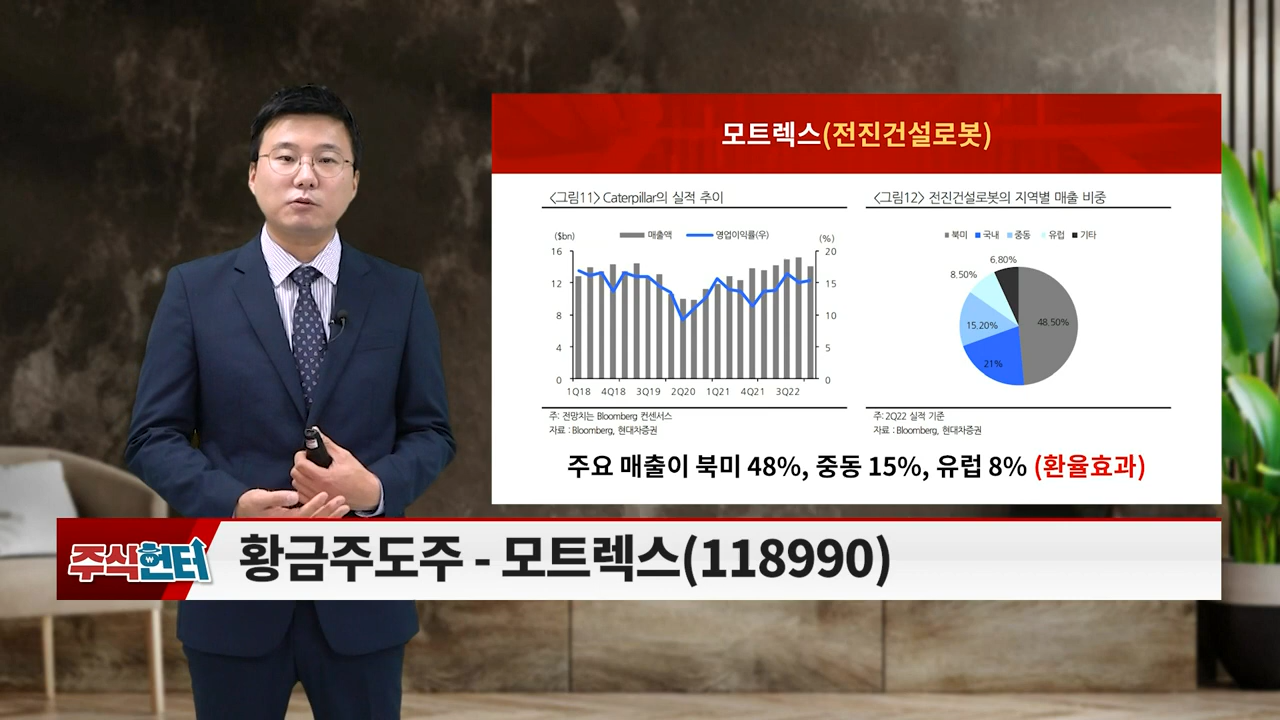 모트렉스(전진건설로봇)
<그림11> Caterpillar의 실적 추이
($bn)
매출액
영업이익률(우)
(%)
16
12
8
4
0
20
15
10
5
0
1Q18 4Q18 3Q19 2Q20 1Q21 4Q21 3Q22
주: 전망치는 Bloomberg 컨센서스
자료 : Bloomberg, 현대차증권
<그림12> 전진건설로봇의 지역별 매출 비중
북미 국내 중동 유럽 기타
6.80%
8.50%
15.20%
21%
48.50%
주: 2Q22 실적 기준
자료 : Bloomberg, 현대차증권
주요 매출이 북미 48%, 중동 15%, 유럽 8% (환율효과)
주식헌터
황금주도주 - 모트렉스(118990)